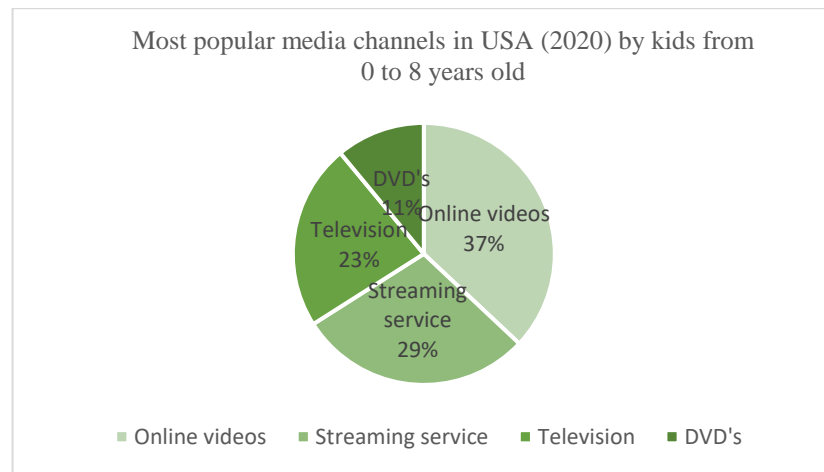 Most popular media channels in USA (2020) by kids from
0 to 8 years old
DVD's
11%
Online videos
37%
Television
23%
Streaming
service
29%
Online videos
Streaming service
Television
DVD's